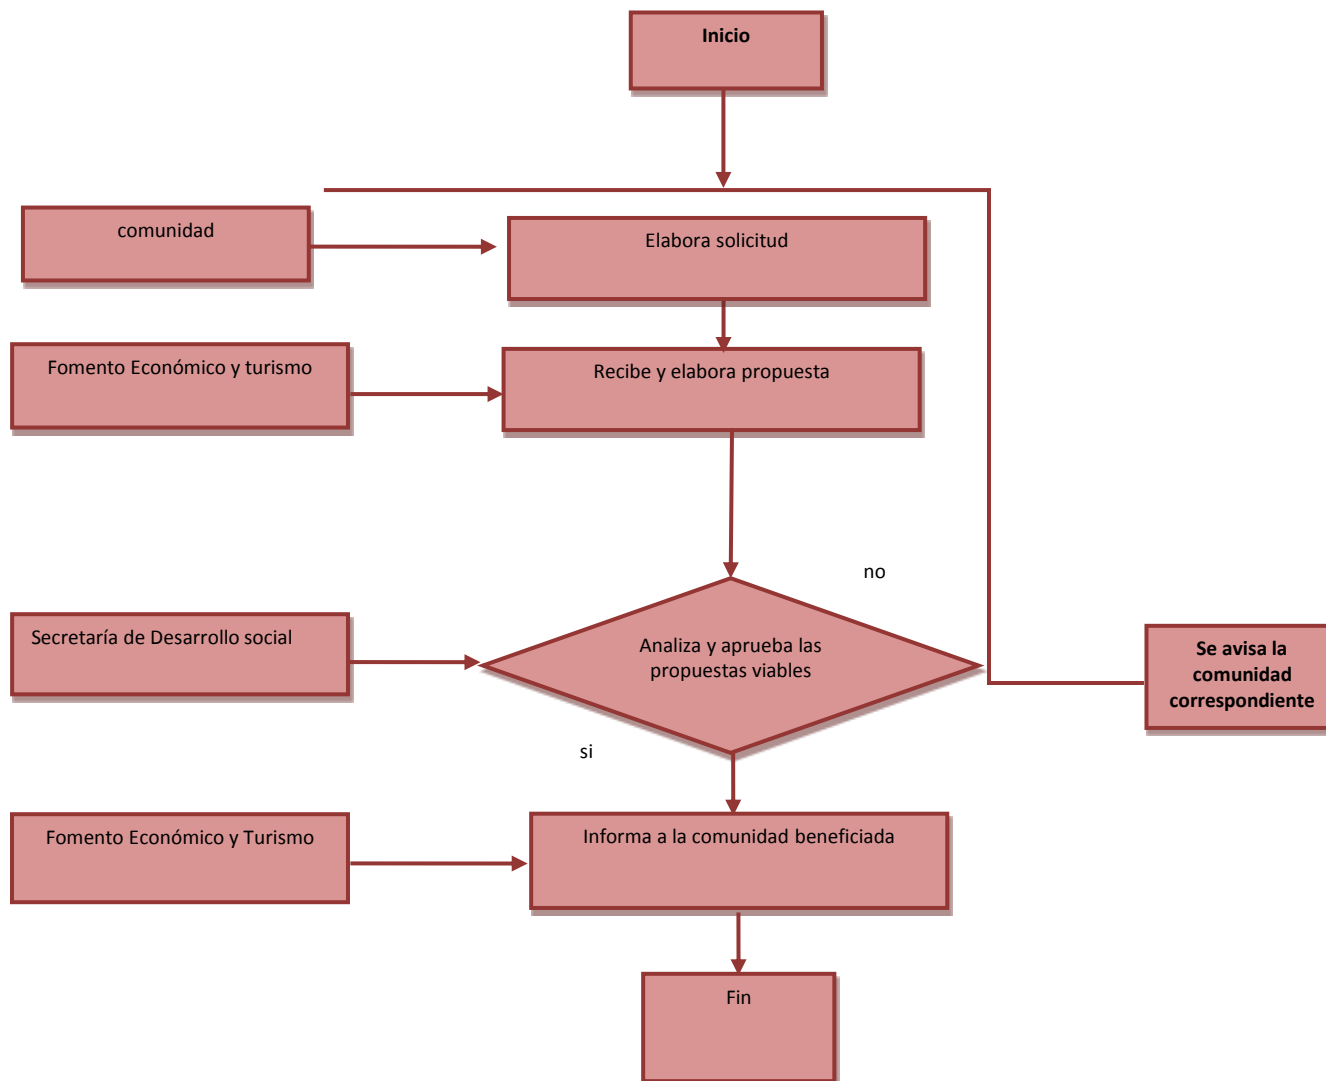 Inicio
comunidad
Elabora solicitud
Fomento Económico y turismo
Recibe y elabora propuesta
no
Secretaría de Desarrollo social
Analiza y aprueba las
propuestas viables
Se avisa la
comunidad
correspondiente
si
Fomento Económico y Turismo
Informa a la comunidad beneficiada
Fin